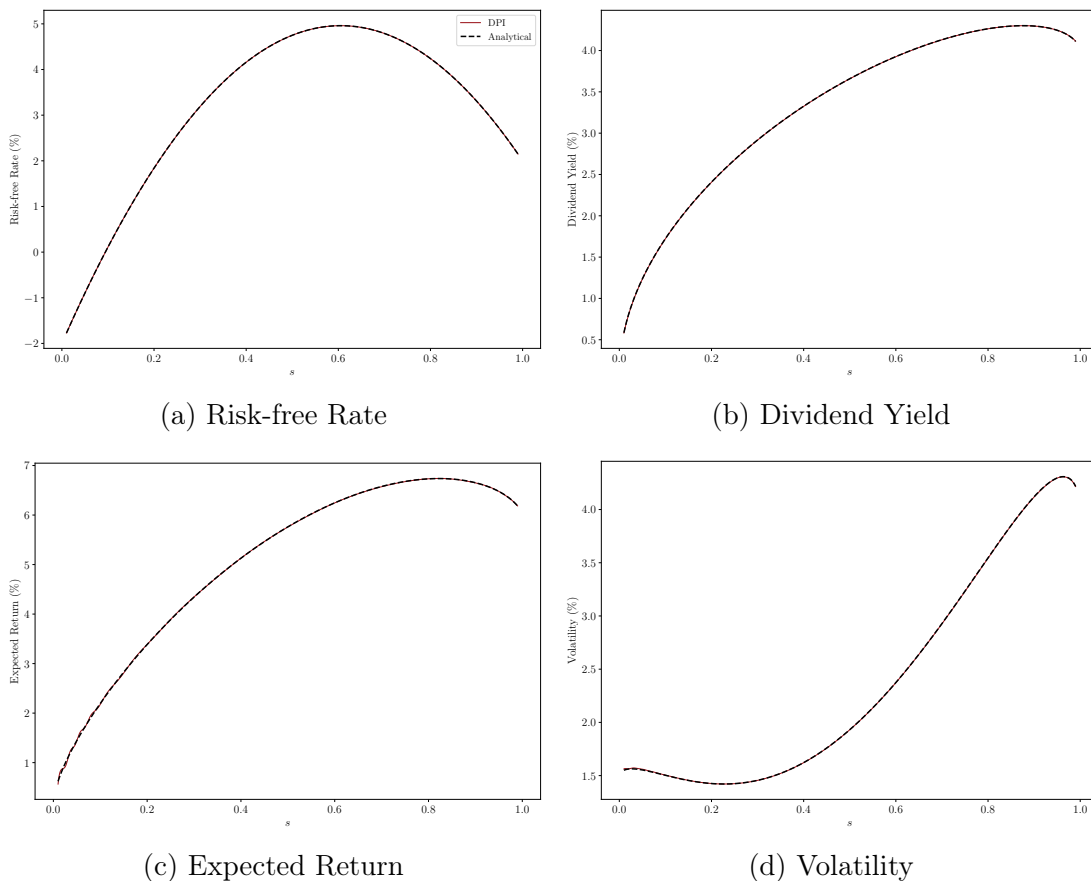 5
4
3
2
1
0
−1
−2
Risk-free Rate (%)
DPI
Analytical
0.0 0.2 0.4 0.6 0.8 1.0
s
(a) Risk-free Rate
4.0
3.5
3.0
2.5
2.0
1.5
1.0
0.5
Dividend Yield (%)
0.0 0.2 0.4 0.6 0.8 1.0
s
(b) Dividend Yield
7
6
5
4
3
2
1
Expected Return (%)
0.0 0.2 0.4 0.6 0.8 1.0
s
(c) Expected Return
4.0
3.5
3.0
2.5
2.0
1.5
Volatility (%)
0.0 0.2 0.4 0.6 0.8 1.0
s
(d) Volatility